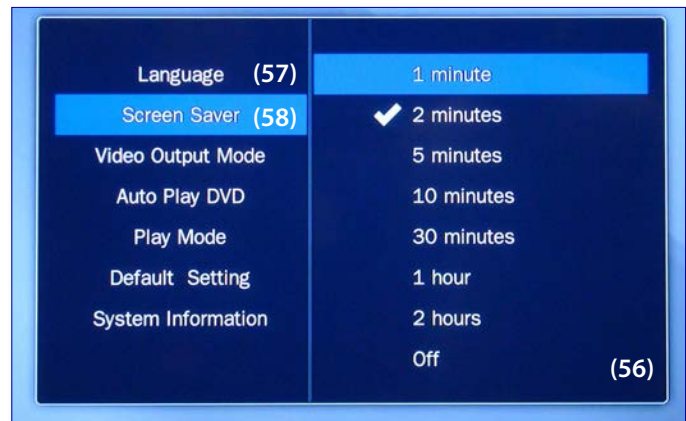 Language (57)
Screen Saver (58)
Video Output Mode
Auto Play DVD
Play Mode
Default Setting
System Information
1 minute
2 minutes
5 minutes
10 minutes
30 minutes
1 hour
2 hours
Off
(56)